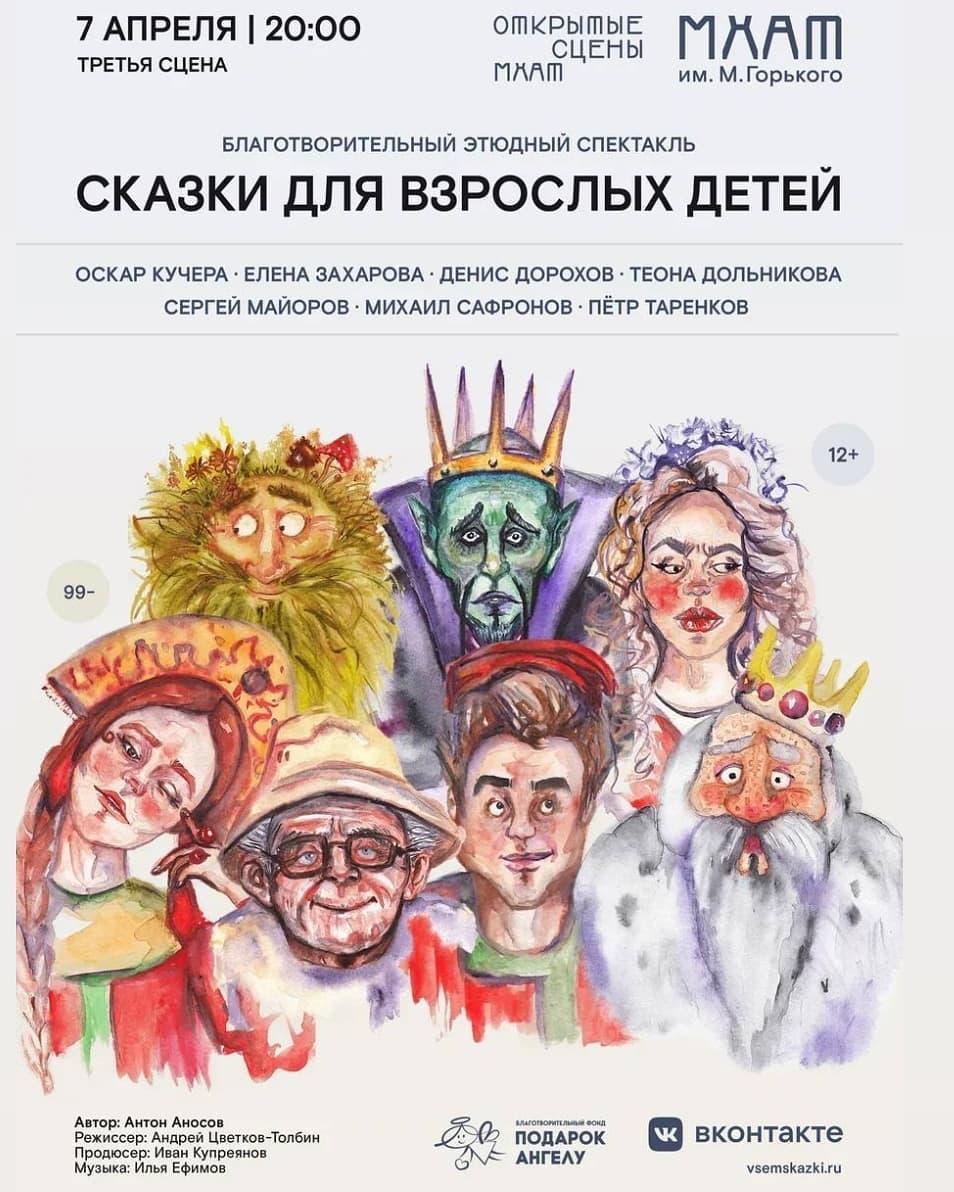 7 АПРЕЛЯ | 20:00
ТРЕТЬЯ СЦЕНА
ОТКРЫТЫЕ
СЦЕНЫ
МХАТ
МХАТ
им. М.Горького
БЛАГОТВОРИТЕЛЬНЫЙ ЭТЮДНЫЙ СПЕКТАКЛЬ
СКАЗКИ ДЛЯ ВЗРОСЛЫХ ДЕТЕЙ
ОСКАР КУЧЕРА · ЕЛЕНА ЗАХАРОВА · ДЕНИС ДОРОХОВ · ТЕОНА ДОЛЬНИКОВА
СЕРГЕЙ МАЙОРОВ · МИХАИЛ САФРОНОВ · ПЁТР ТАРЕНКОВ
12+
99-
Автор: Антон Аносов
Режиссер: Андрей Цветков-Толбин
Продюсер: Иван Купреянов
Музыка: Илья Ефимов
БЛАГОТВОРИТЕЛЬНЫЙ ФОНД
ПОДАРОК
АНГЕЛУ
вконтакте
vsemskazki.ru